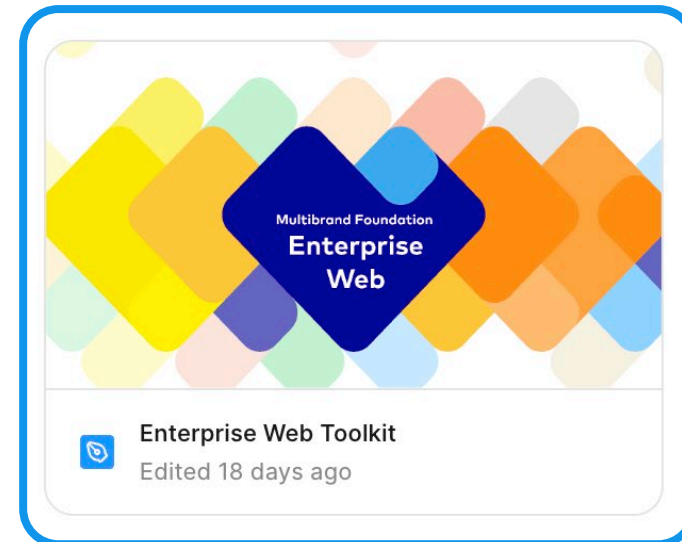 Multibrand Foundation
Enterprise
Web
Enterprise Web Toolkit
Edited 18 days ago